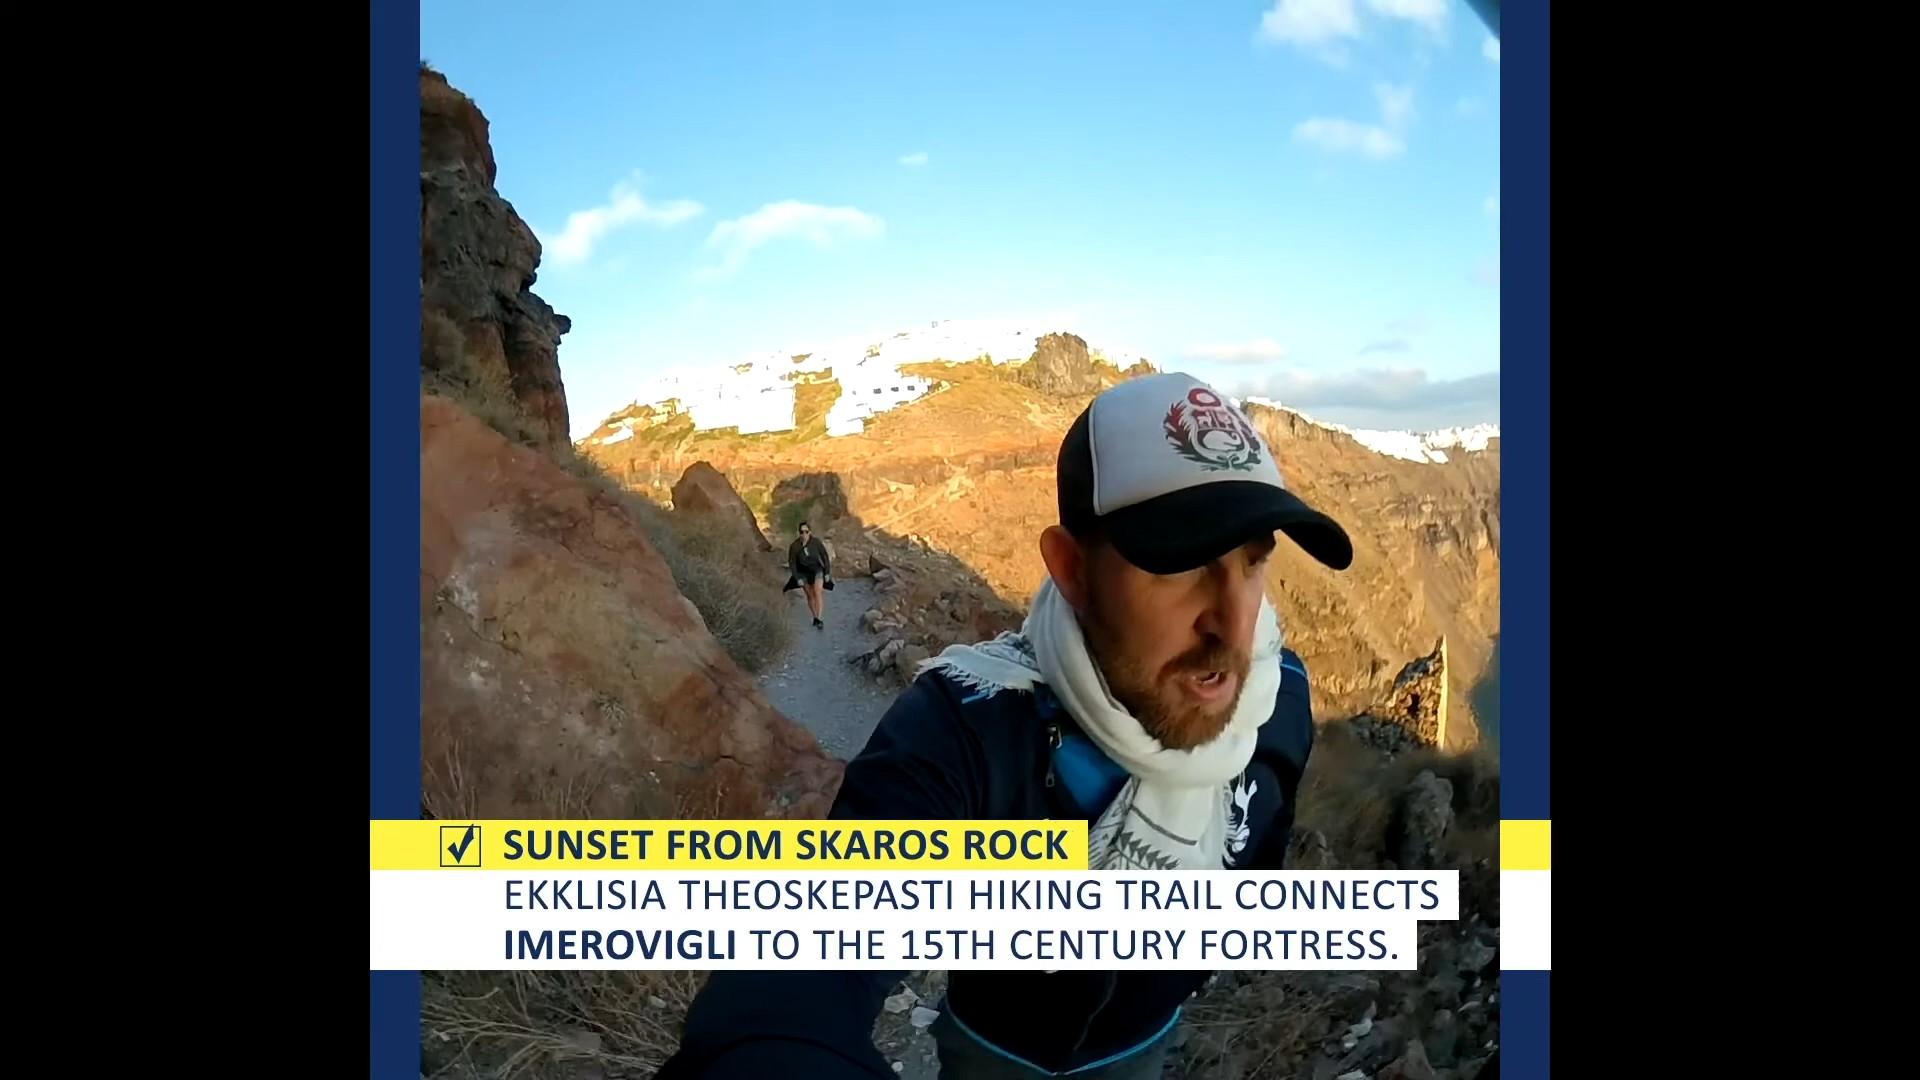 SUNSET FROM SKAROS ROCK
EKKLISIA THEOSKEPASTI HIKING TRAIL CONNECTS
IMEROVIGLI TO THE 15TH CENTURY FORTRESS.